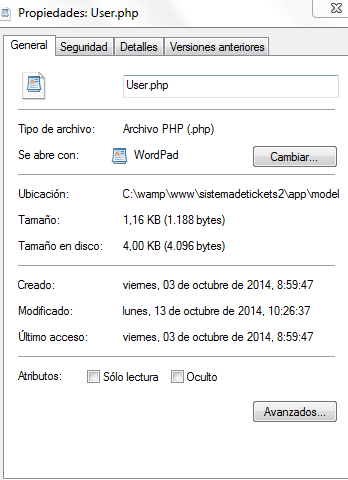 Propiedades: User.php
General Seguridad Detalles Versiones anteriores
User.php
Tipo de archivo: Archivo PHP (.php)
Se abre con: WordPad Cambiar...
Ubicación: C:\wamp\www\sistemadetickets2\app\model
Tamaño: 1,16 KB (1.188 bytes)
Tamaño en disco: 4,00 KB (4.096 bytes)
Creado: viernes, 03 de octubre de 2014, 8:59:47
Modificado: lunes, 13 de octubre de 2014, 10:26:37
Último acceso: viernes, 03 de octubre de 2014, 8:59:47
Atributos: Sólo lectura Oculto
Avanzados...